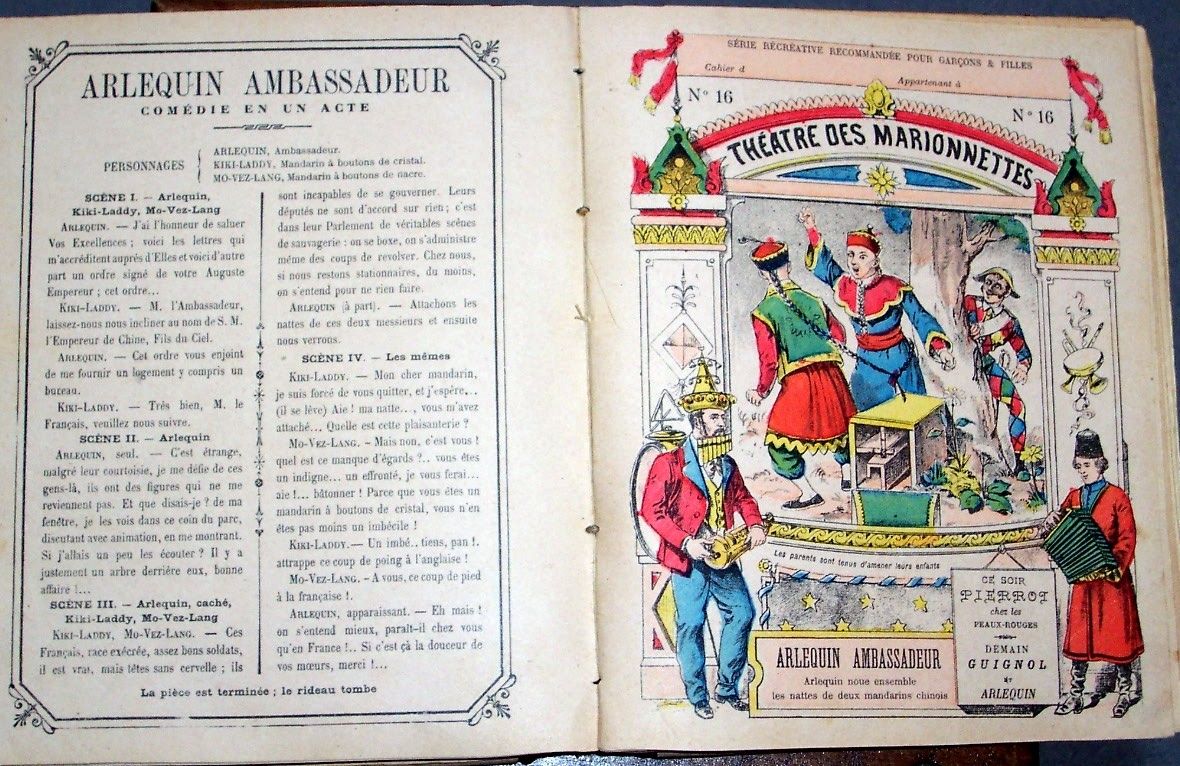 ARLEQUIN AMBASSADEUR
COMÉDIE EN UN ACTE
PERSONNAGES
ARLEQUIN, Ambassadeur.
KIKI-LADDY, Mandarin à boutons de cristal.
MO-VEZ-LANG, Mandarin à boutons de nacre.
SCÈNE I. — Arlequin,
Kiki-Laddy, Mo-Vez-Lang
ARLEQUIN. — J'ai l'honneur de saluer
Vos Excellences ; voici les lettres qui
m'accréditent auprès d'Elles et voici d'autre
part un ordre signé de votre Auguste
Empereur ; cet ordre...
KIKI-LADDY. — M. l'Ambassadeur,
laissez-nous nous incliner au nom de S. M.
l'Empereur de Chine, Fils du Ciel.
ARLEQUIN. — Cet ordre vous enjoint
de me fournir un logement y compris un
bureau.
KIKI-LADDY. — Très bien, M. le
Français, veuillez nous suivre.
SCÈNE II. — Arlequin
ARLEQUIN, seul. — C'est étrange,
malgré leur courtoisie, je me défie de ces
gens-là, ils ont des figures qui ne me
reviennent pas. Et que disais-je ? de ma
fenêtre, je les vois dans ce coin du parc,
discutant avec animation, en me montrant.
Si j'allais un peu les écouter ? Il y a
justement un arbre derrière eux, bonne
affaire !...
SCÈNE III. — Arlequin, caché,
Kiki-Laddy, Mo-Vez-Lang
KIKI-LADDY, MO-VEZ-LANG. — Ces
Français, race exécrée, assez bons soldats,
il est vrai, mais têtes sans cervelle : ils
sont incapables de se gouverner. Leurs
députés ne sont d'accord sur rien ; c'est
dans leur Parlement de véritables scènes
de sauvagerie : on se boxe, on s'administre
même des coups de revolver. Chez nous,
si nous restons stationnaires, du moins,
on s'entend pour ne rien faire.
ARLEQUIN (à part). — Attachons les
nattes de ces deux messieurs et ensuite
nous verrons.
SCÈNE IV. — Les mêmes
KIKI-LADDY. — Mon cher mandarin,
je suis forcé de vous quitter, et j'espère...
(il se lève) Aie ! ma natte..., vous m'avez
attaché... Quelle est cette plaisanterie ?
MO-VEZ-LANG. — Mais non, c'est vous !
quel est ce manque d'égards ?.. vous êtes
un indigne... un effronté, je vous ferai...
aïe !... bâtonner ! Parce que vous êtes un
mandarin à boutons de cristal, vous n'en
êtes pas moins un imbécile !
KIKI-LADDY. — Un imbé.. tiens, pan !.
attrappe ce coup de poing à l'anglaise !
MO-VEZ-LANG. - A vous, ce coup de pied
à la française !.
ARLEQUIN, apparaissant. — Eh mais !
on s'entend mieux, paraît-il chez vous
qu'en France !.. Si c'est çà la douceur de
vos mœurs, merci !..
La pièce est terminée ; le rideau tombe
SÉRIE RÉCRÉATIVE RECOMMANDÉE POUR GARÇONS & FILLES
Cahier d Appartenant à
N° 16 N° 16
THÉATRE DES MARIONNETTES
Les parents sont tenus d'amener leurs enfants
ARLEQUIN AMBASSADEUR
Arlequin noue ensemble
les nattes de deux mandarins chinois
CE SOIR
PIERROT
chez les
PEAUX-ROUGES
DEMAIN
GUIGNOL
ET
ARLEQUIN